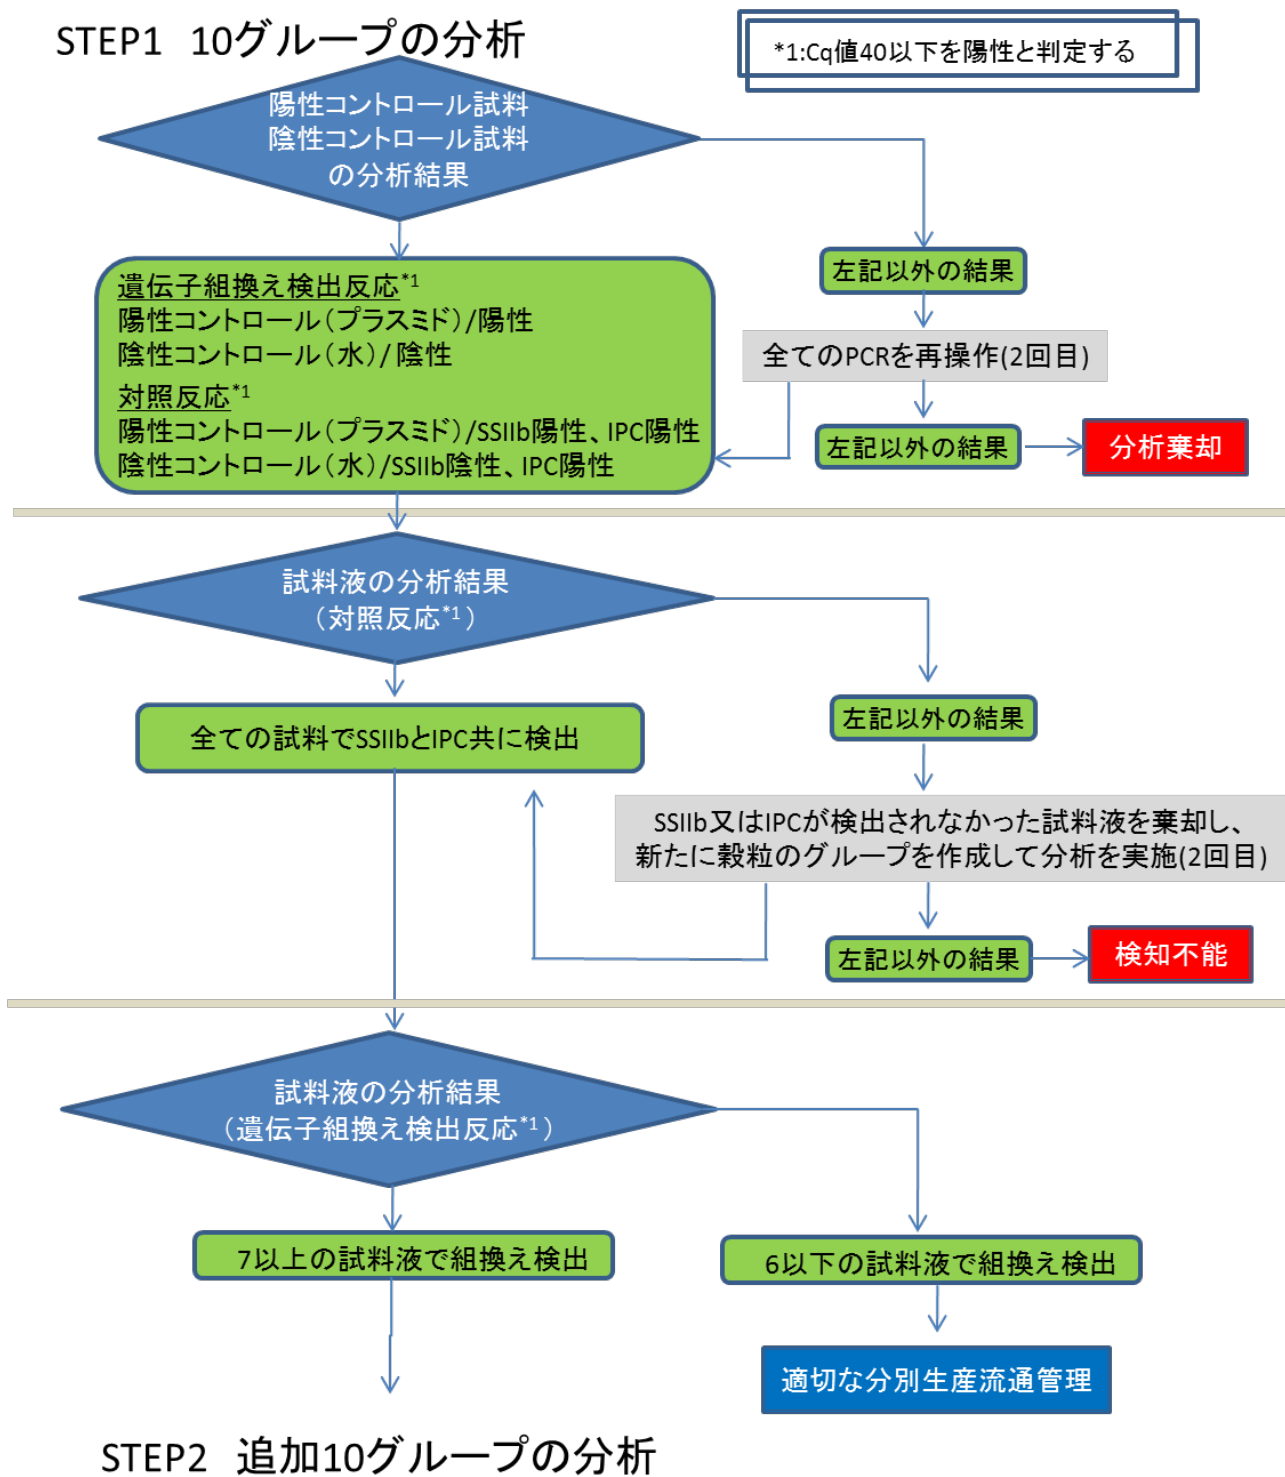 STEP1 10グループの分析
*1:Cq値40以下を陽性と判定する
陽性コントロール試料
陰性コントロール試料
の分析結果
遺伝子組換え検出反応*1
陽性コントロール（プラスミド）/陽性
陰性コントロール（水）/陰性
対照反応*1
陽性コントロール（プラスミド）/SSIIb陽性、IPC陽性
陰性コントロール（水）/SSIIb陰性、IPC陽性
左記以外の結果
全てのPCRを再操作(2回目)
左記以外の結果
分析棄却
試料液の分析結果
（対照反応*1）
全ての試料でSSIIbとIPC共に検出
左記以外の結果
SSIIb又はIPCが検出されなかった試料液を棄却し、
新たに穀粒のグループを作成して分析を実施(2回目)
左記以外の結果
検知不能
試料液の分析結果
（遺伝子組換え検出反応*1）
7以上の試料液で組換え検出
6以下の試料液で組換え検出
適切な分別生産流通管理
STEP2 追加10グループの分析